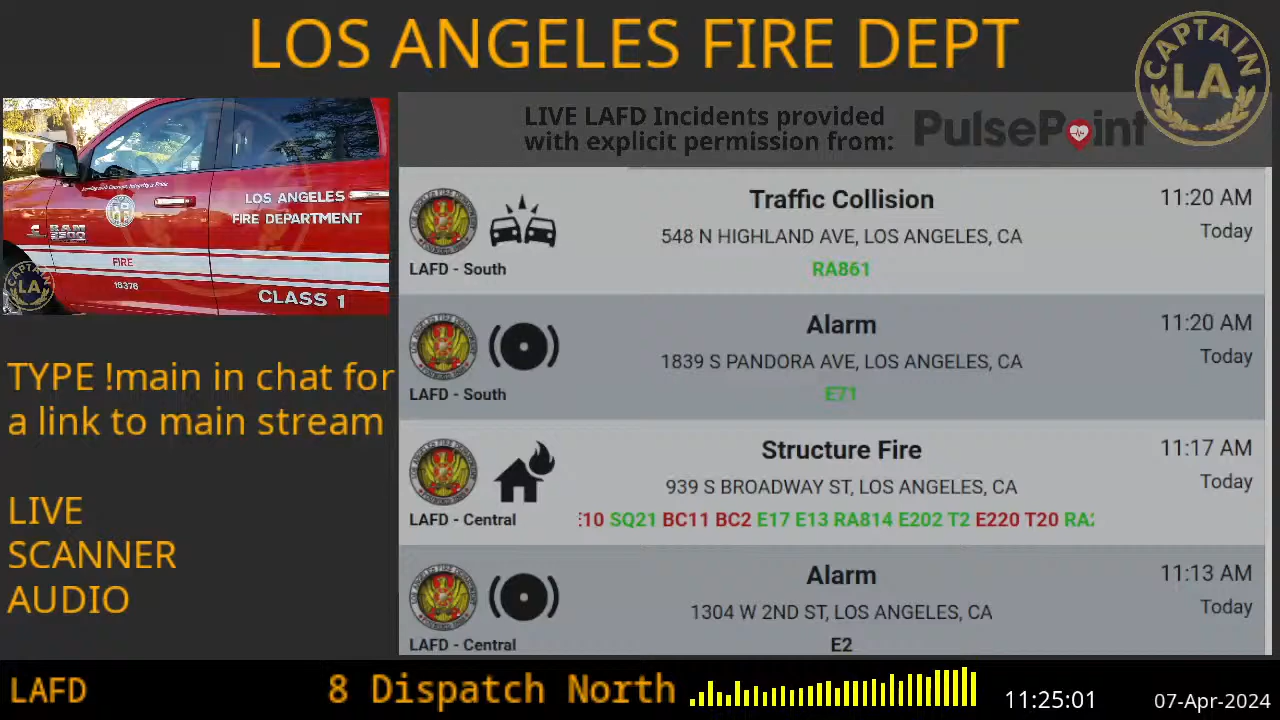 LOS ANGELES FIRE DEPT
CAPTAIN
LA
LIVE LAFD Incidents provided
with explicit permission from:
PulsePoint
LOS ANGELES
FIRE DEPARTMENT
RAM
FIRE
CLASS 1
LA
TYPE !main in chat for
a link to main stream
LIVE
SCANNER
AUDIO
Traffic Collision
548 N HIGHLAND AVE, LOS ANGELES, CA
RA861
11:20 AM
Today
LAFD - South
Alarm
1839 S PANDORA AVE, LOS ANGELES, CA
E71
11:20 AM
Today
LAFD - South
Structure Fire
939 S BROADWAY ST, LOS ANGELES, CA
SQ21 BC11 BC2 E17 E13 RA814 E202 T2 E220 T20
11:17 AM
Today
LAFD - Central
Alarm
1304 W 2ND ST, LOS ANGELES, CA
E2
11:13 AM
Today
LAFD - Central
LAFD
8 Dispatch North
11:25:01
07-Apr-2024